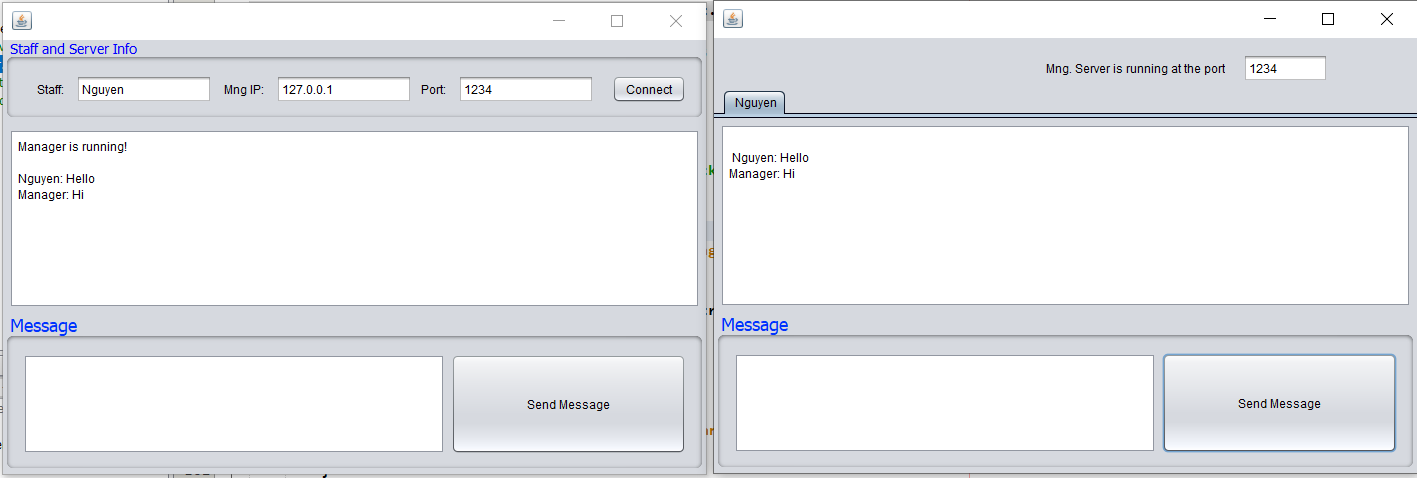 Staff and Server Info
Staff: Nguyen Mng IP: 127.0.0.1 Port: 1234 Connect
Manager is running!
Nguyen: Hello
Manager: Hi
Message
Send Message
Mng. Server is running at the port 1234
Nguyen
Nguyen: Hello
Manager: Hi
Message
Send Message